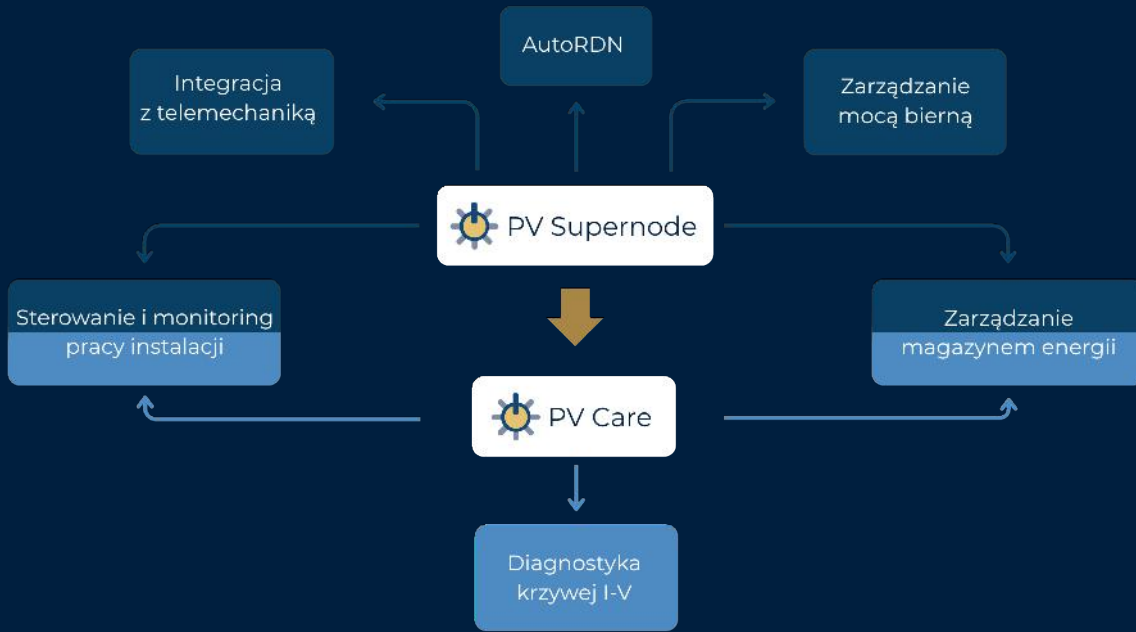 AutoRDN
Integracja
z telemechaniką
Zarządzanie
mocą bierną
PV Supernode
Sterowanie i monitoring
pracy instalacji
Zarządzanie
magazynem energii
PV Care
Diagnostyka
krzywej I-V